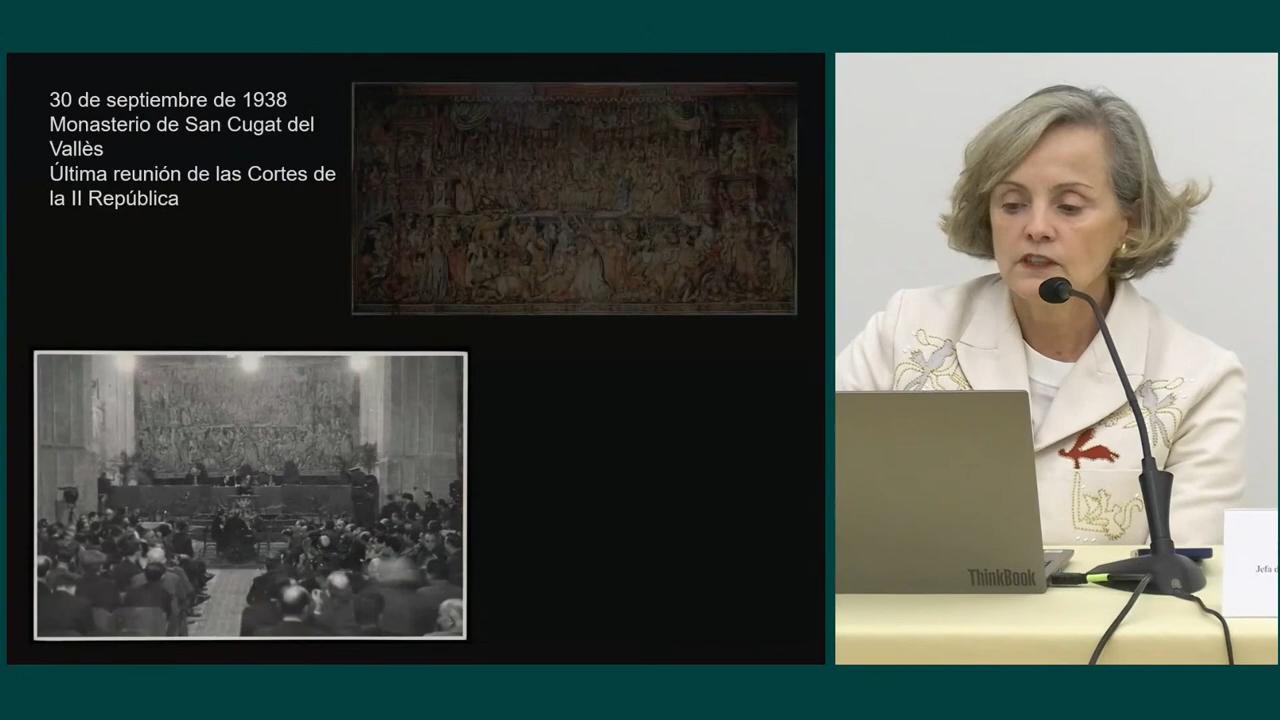 30 de septiembre de 1938
Monasterio de San Cugat del
Vallès
Última reunión de las Cortes de
la II República
ThinkBook
Jefa